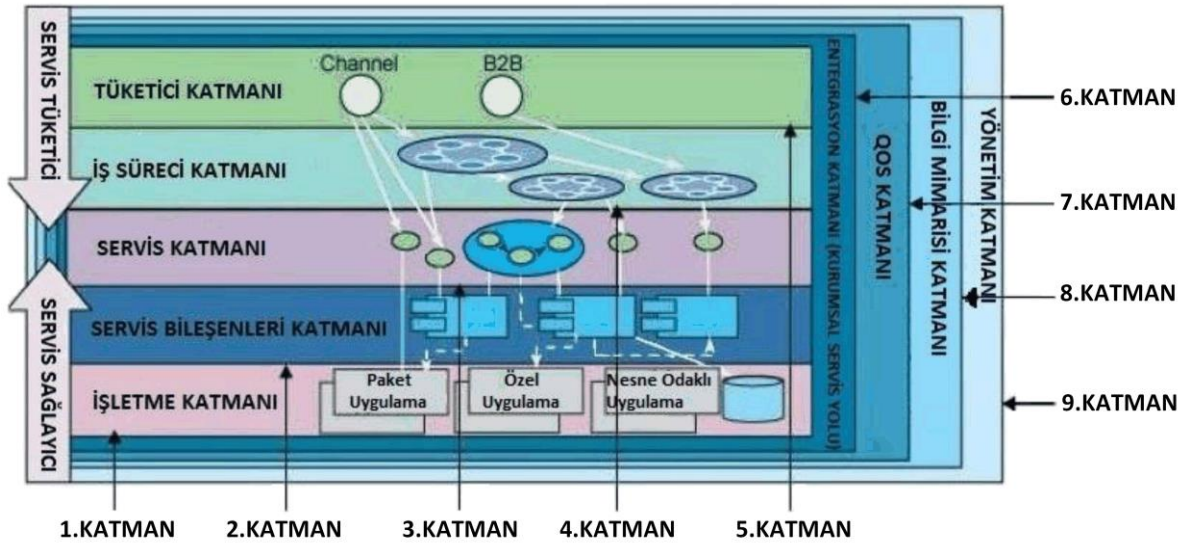 SERVİS TÜKETİCİ
SERVİS SAĞLAYICI
Channel
B2B
TÜKETİCİ KATMANI
İŞ SÜRECİ KATMANI
SERVİS KATMANI
SERVİS BİLEŞENLERİ KATMANI
İŞLETME KATMANI
Paket
Uygulama
Özel
Uygulama
Nesne Odaklı
Uygulama
ENTEGRASYON KATMANI (KURUMSAL SERVİS YOLU)
QOS KATMANI
BİLGİ MİMARİSİ KATMANI
YÖNETİM KATMANI
6.KATMAN
7.KATMAN
8.KATMAN
9.KATMAN
1.KATMAN
2.KATMAN
3.KATMAN
4.KATMAN
5.KATMAN